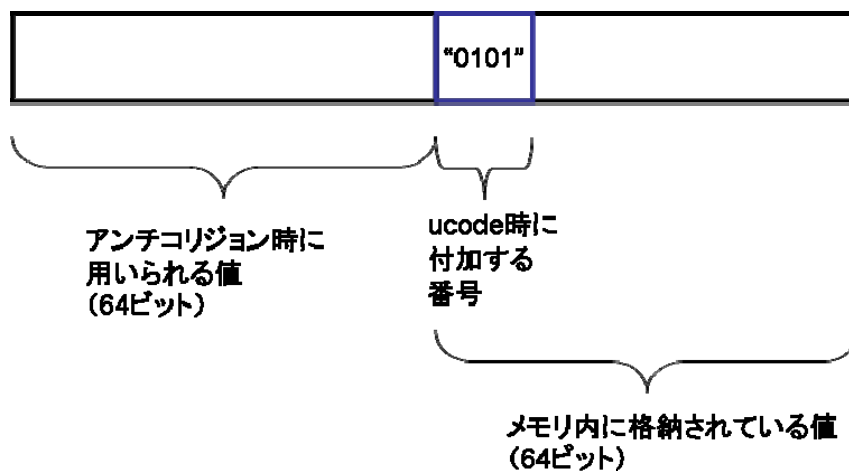 “0101”
アンチコリジョン時に
用いられる値
（64ビット）
ucode時に
付加する
番号
メモリ内に格納されている値
（64ビット）